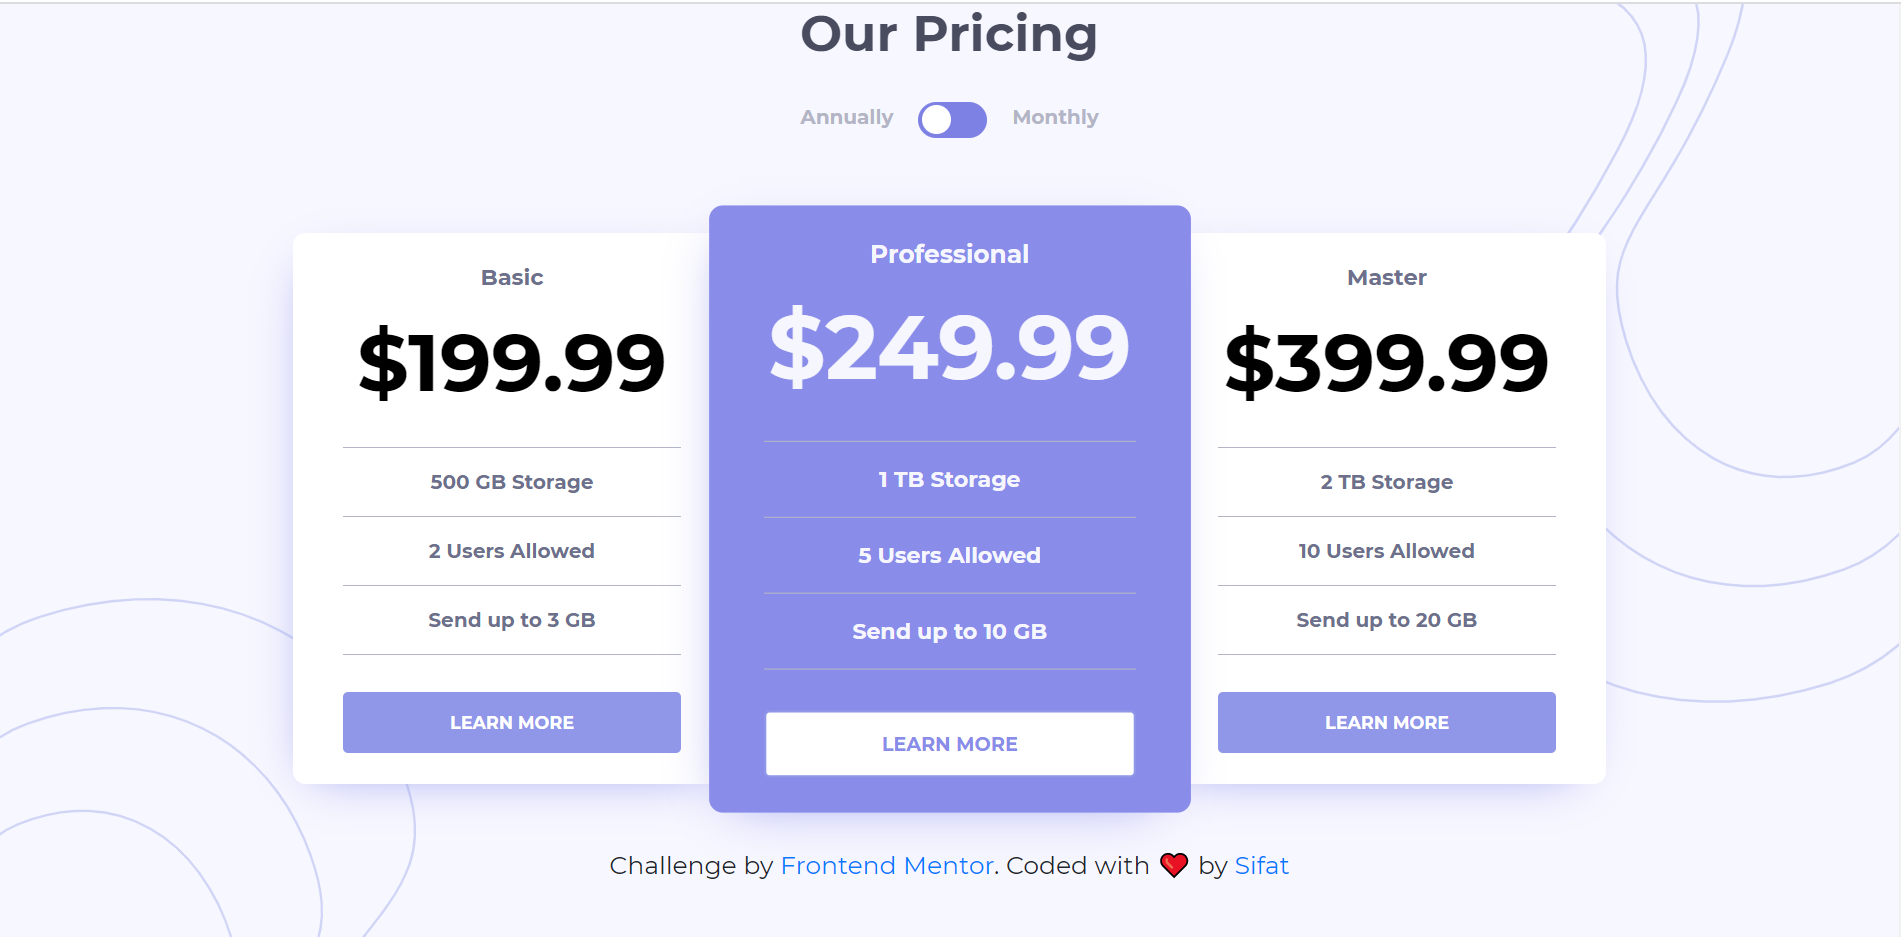 Our Pricing
Annually Monthly
Basic
$199.99
500 GB Storage
2 Users Allowed
Send up to 3 GB
LEARN MORE
Professional
$249.99
1 TB Storage
5 Users Allowed
Send up to 10 GB
LEARN MORE
Master
$399.99
2 TB Storage
10 Users Allowed
Send up to 20 GB
LEARN MORE
Challenge by Frontend Mentor. Coded with ❤️ by Sifat